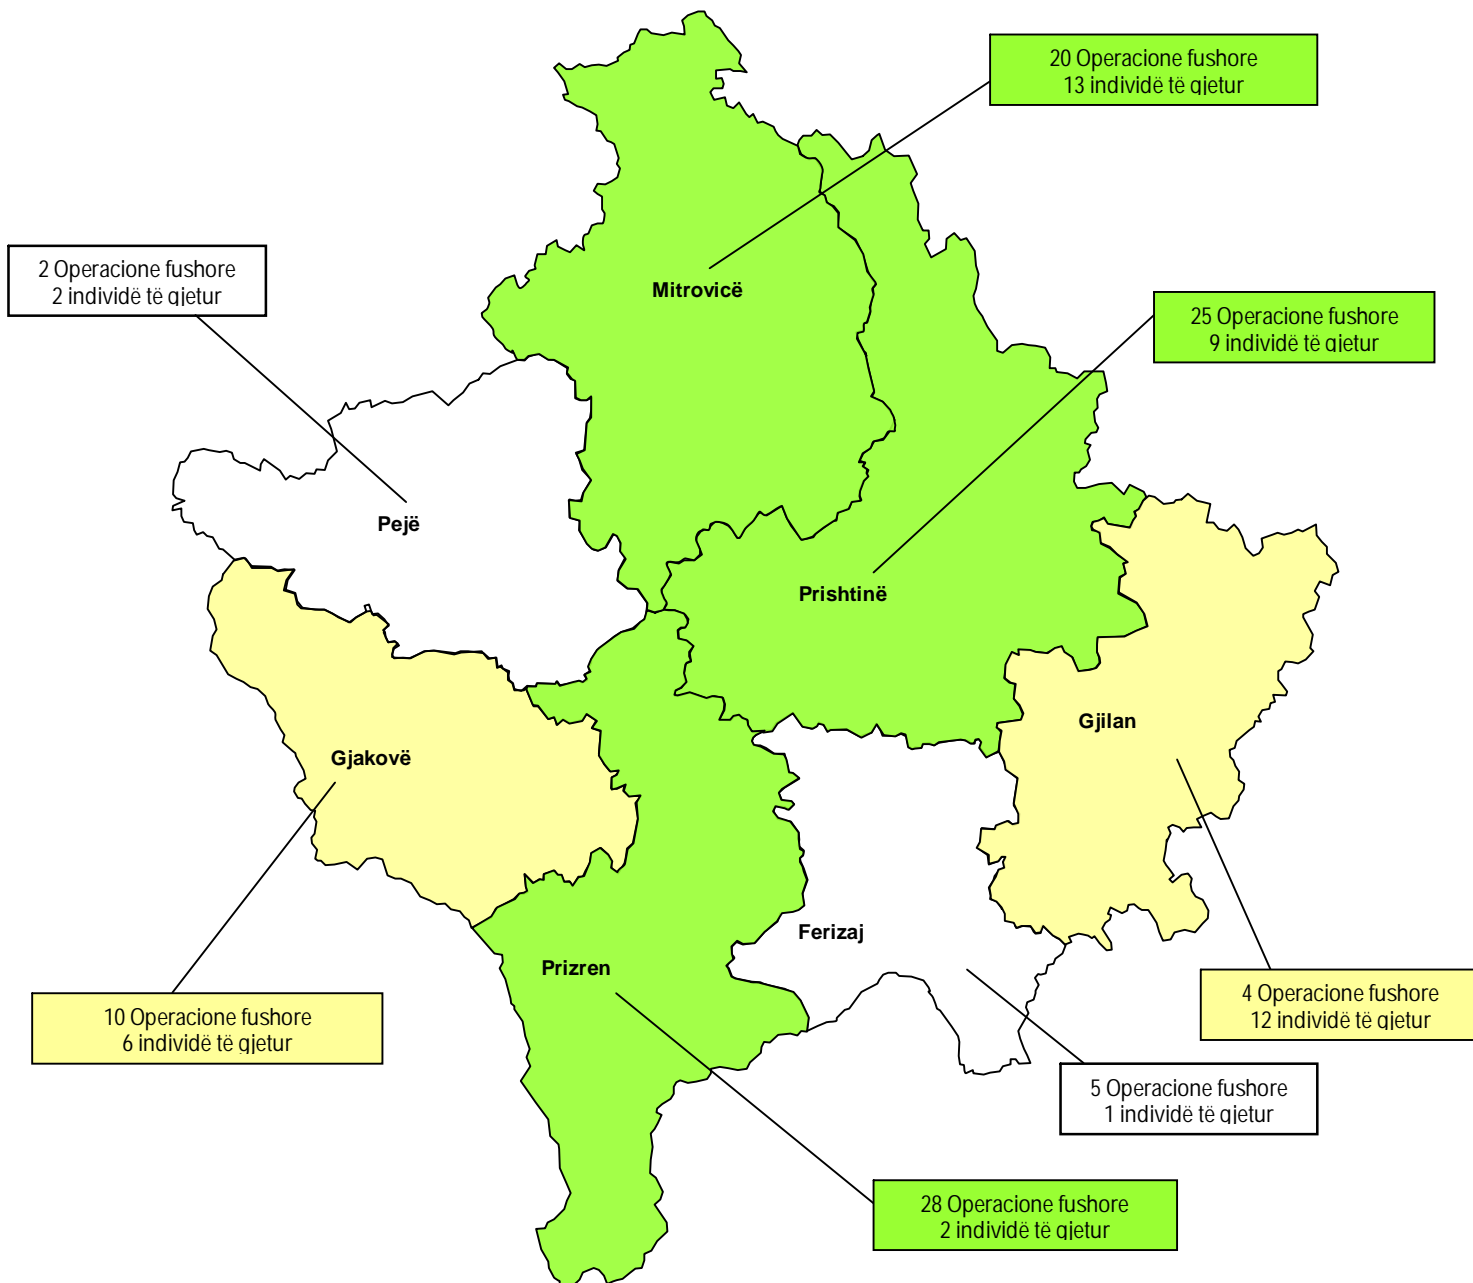 20 Operacione fushore
13 individë të gjetur
2 Operacione fushore
2 individë të gjetur
Mitrovicë
25 Operacione fushore
9 individë të gjetur
Pejë
Prishtinë
Gjilan
Gjakovë
Ferizaj
Prizren
4 Operacione fushore
12 individë të gjetur
10 Operacione fushore
6 individë të gjetur
5 Operacione fushore
1 individë të gjetur
28 Operacione fushore
2 individë të gjetur